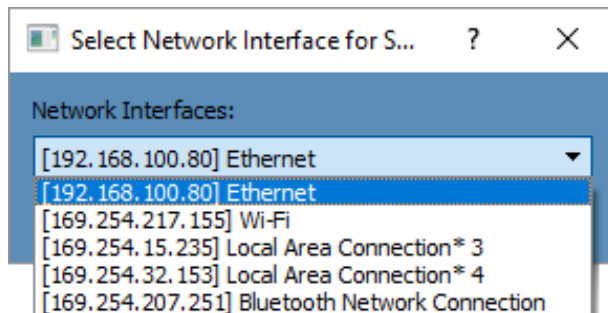 Select Network Interface for S... ?
Network Interfaces:
[192.168.100.80] Ethernet
[192.168.100.80] Ethernet
[169.254.217.155] Wi-Fi
[169.254.15.235] Local Area Connection* 3
[169.254.32.153] Local Area Connection* 4
[169.254.207.251] Bluetooth Network Connection